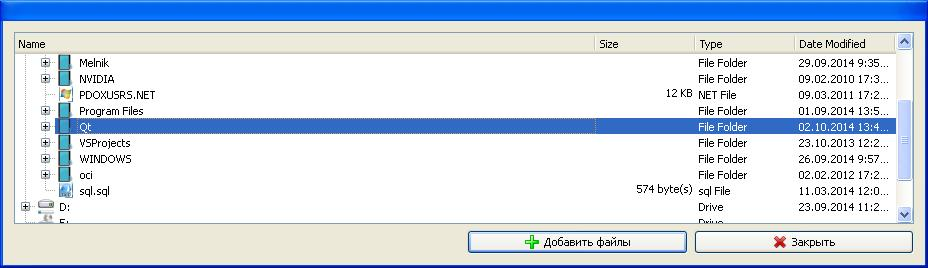 Name Size Type Date Modified
Melnik File Folder 29.09.2014 9:35...
NVIDIA File Folder 09.02.2010 17:3...
PDOXUSRS.NET 12 KB NET File 09.03.2011 17:2...
Program Files File Folder 01.09.2014 13:5...
Qt File Folder 02.10.2014 13:4...
VSProjects File Folder 23.10.2013 12:2...
WINDOWS File Folder 26.09.2014 9:57...
oci File Folder 02.02.2012 17:2...
sql.sql 574 byte(s) sql File 11.03.2014 12:0...
D: Drive 23.09.2014 11:2...
Drive
Добавить файлы Закрыть